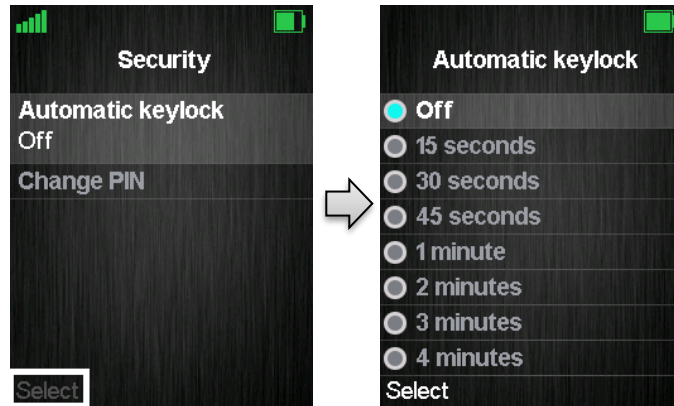 Security
Automatic keylock
Off
Change PIN
Select
Automatic keylock
Off
15 seconds
30 seconds
45 seconds
1 minute
2 minutes
3 minutes
4 minutes
Select